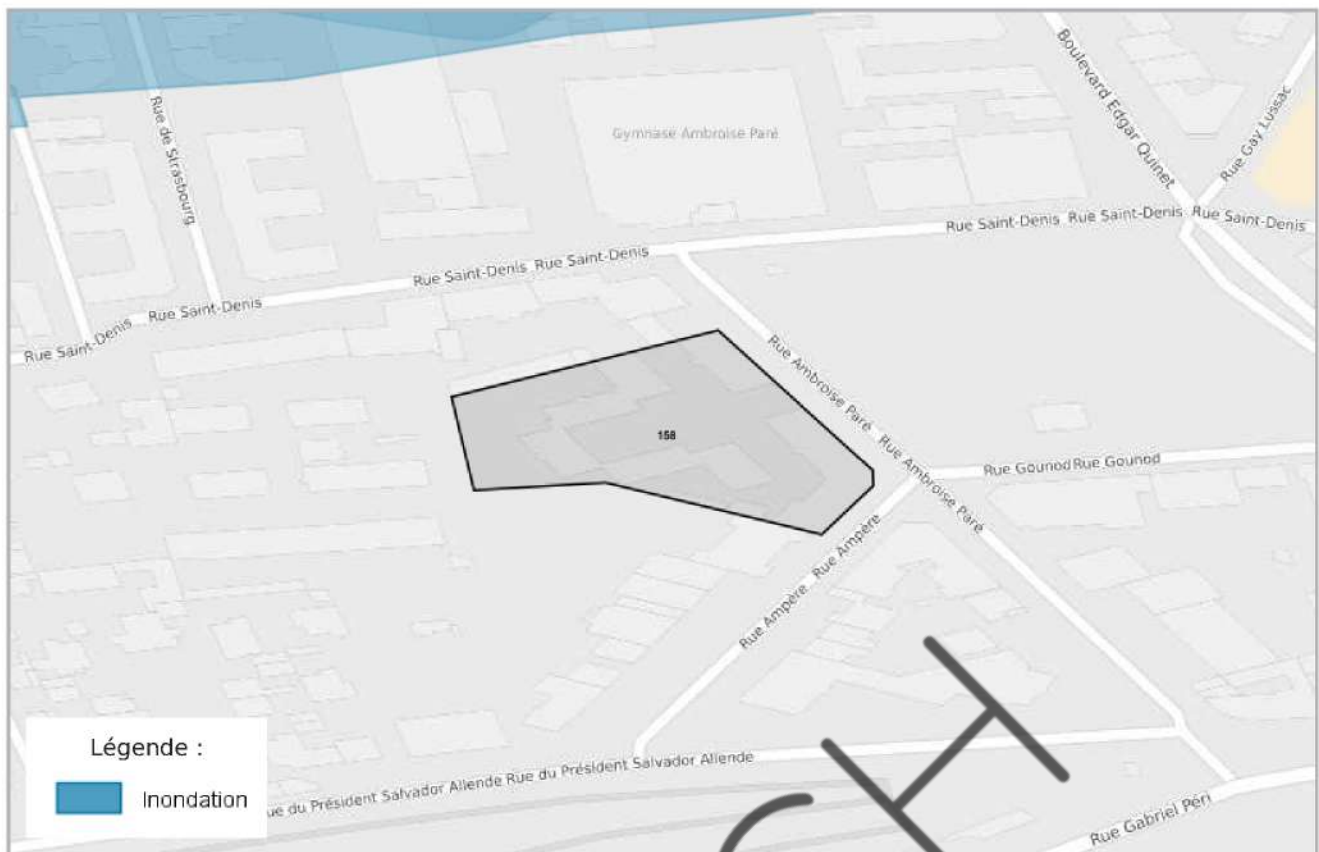 Boulevard Edgar Quinet
Rue Gay Lussac
Rue de Strasbourg
Gymnase Ambroise Paré
Rue Saint-Denis Rue Saint-Denis Rue Saint-Denis
Rue Saint-Denis Rue Saint-Denis
Rue Saint-Denis
Rue Saint-Denis
Rue Ambroise Paré Rue Ambroise Paré
158
Rue Gounod Rue Gounod
Rue Ampère Rue Ampère
Légende :
Inondation
ue du Président Salvador Allende Rue du Président Salvador Allende
Rue Gabriel Péri
CH